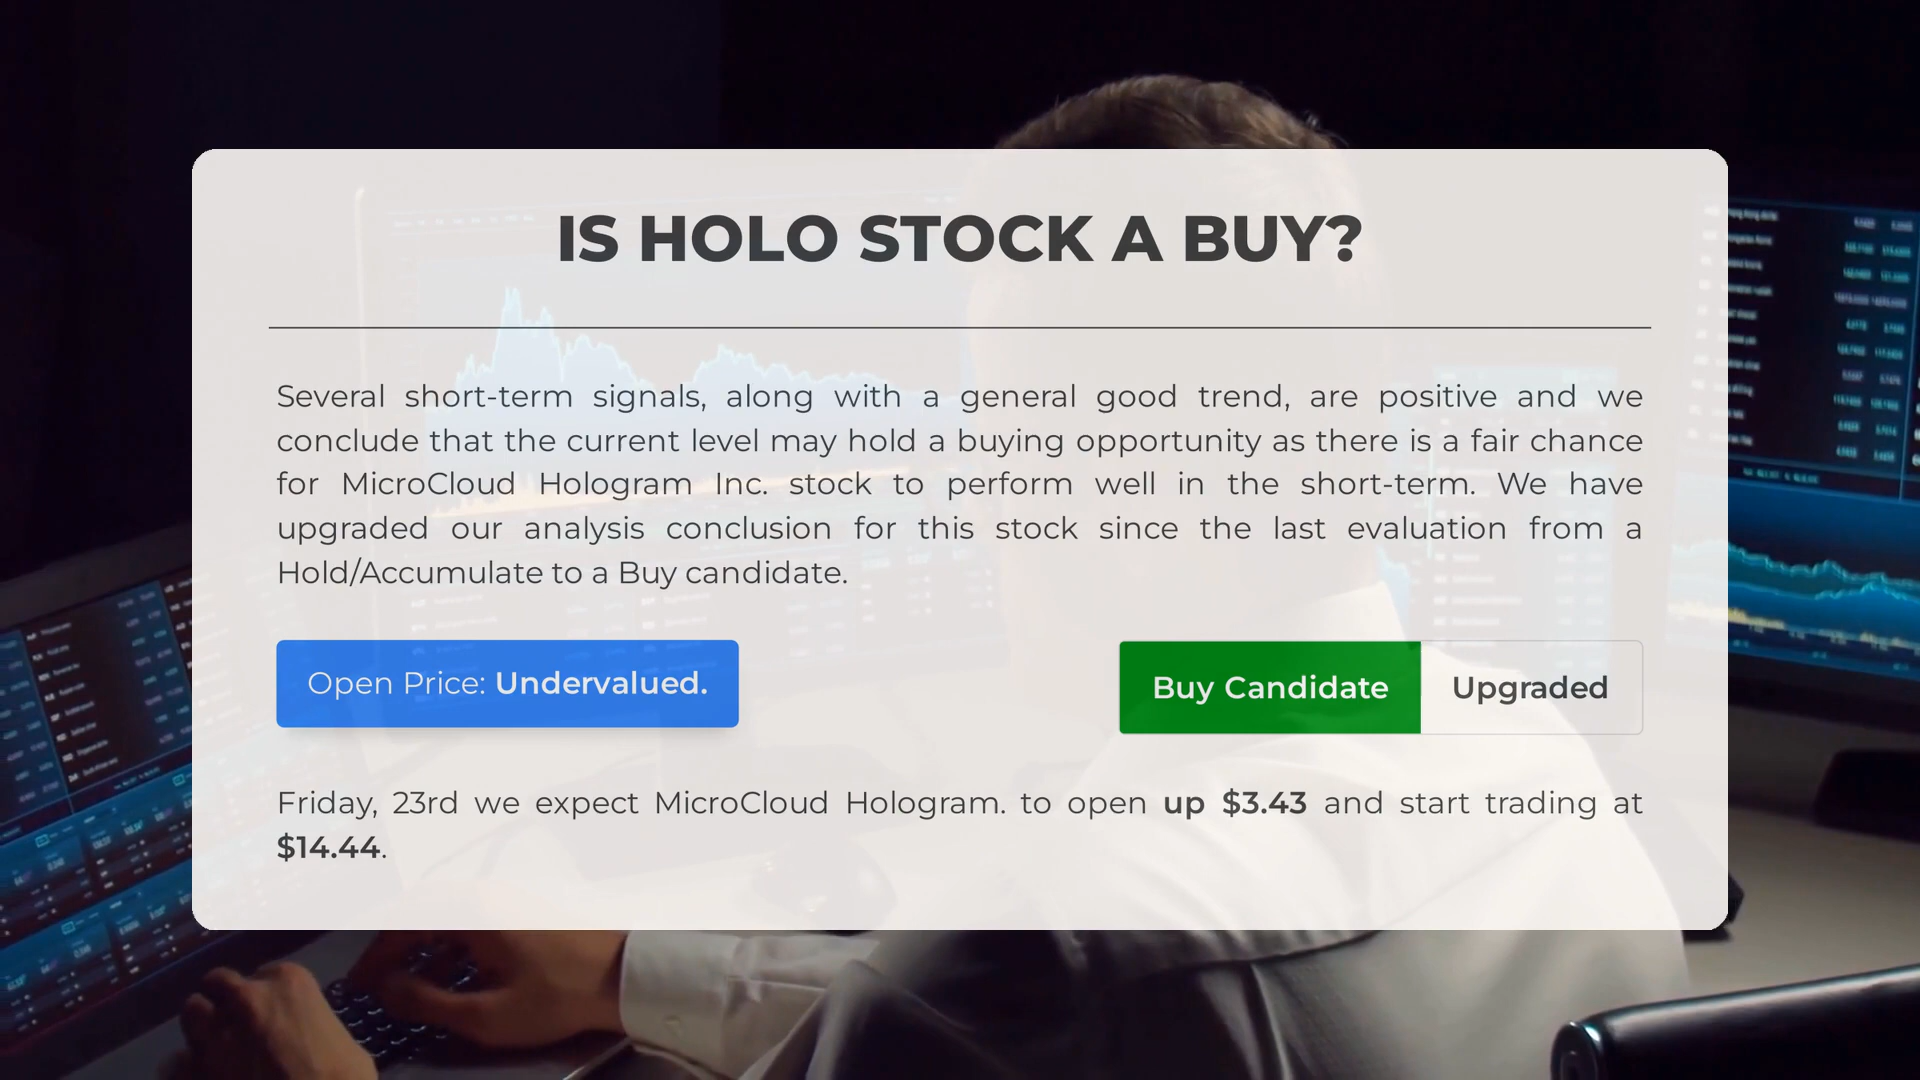 IS HOLO STOCK A BUY?
Several short-term signals, along with a general good trend, are positive and we
conclude that the current level may hold a buying opportunity as there is a fair chance
for MicroCloud Hologram Inc. stock to perform well in the short-term. We have
upgraded our analysis conclusion for this stock since the last evaluation from a
Hold/Accumulate to a Buy candidate.
Open Price: Undervalued.
Buy Candidate Upgraded
Friday, 23rd we expect MicroCloud Hologram. to open up $3.43 and start trading at
$14.44.